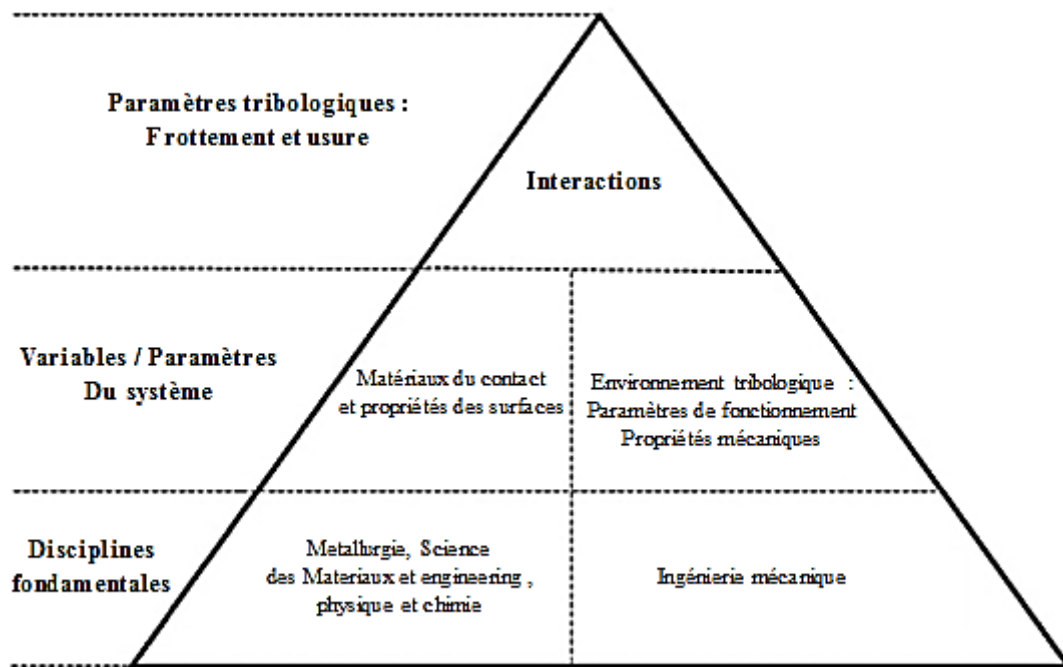 Paramètres tribologiques :
Frottement et usure
Interactions
Variables / Paramètres
Du système
Matériaux du contact
et propriétés des surfaces
Environnement tribologique :
Paramètres de fonctionnement
Propriétés mécaniques
Disciplines
fondamentales
Metallurgie, Science
des Materiaux et engineering ,
physique et chimie
Ingénierie mécanique